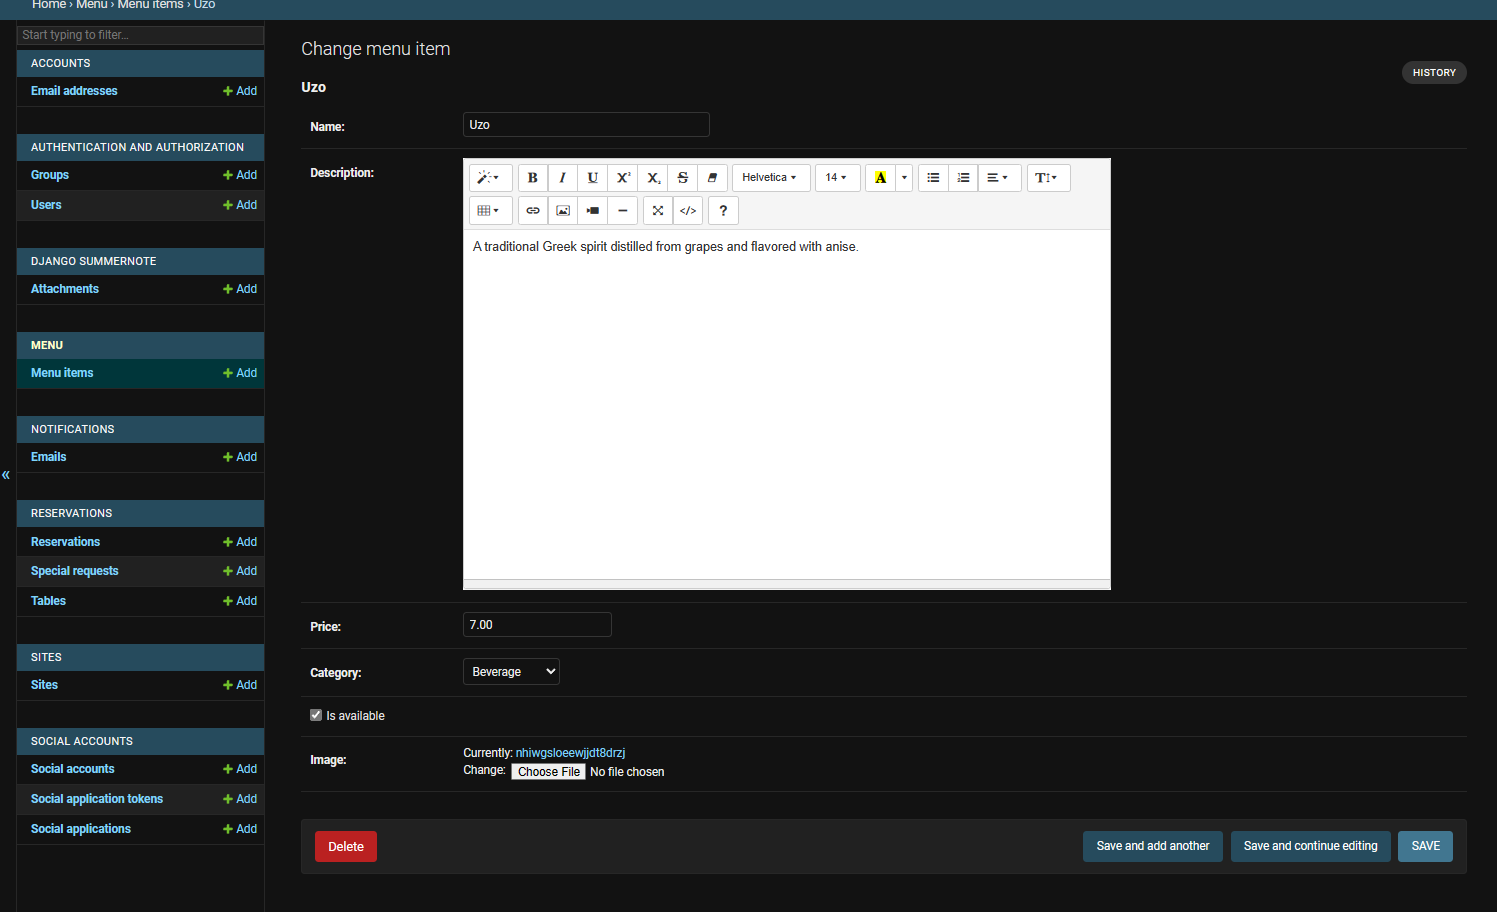 Home › Menu › Menu items › Uzo
Start typing to filter...
ACCOUNTS
Email addresses + Add
AUTHENTICATION AND AUTHORIZATION
Groups + Add
Users + Add
DJANGO SUMMERNOTE
Attachments + Add
MENU
Menu items + Add
NOTIFICATIONS
Emails + Add
«
RESERVATIONS
Reservations + Add
Special requests + Add
Tables + Add
SITES
Sites + Add
SOCIAL ACCOUNTS
Social accounts + Add
Social application tokens + Add
Social applications + Add
Change menu item
HISTORY
Uzo
Name: Uzo
Description:
B I U X² X₂ S Helvetica 14 A T
</> ?
A traditional Greek spirit distilled from grapes and flavored with anise.
Price: 7.00
Category: Beverage
Is available
Image: Currently: nhiwgsloeewjjdt8drzj
Change: Choose File No file chosen
Delete Save and add another Save and continue editing SAVE